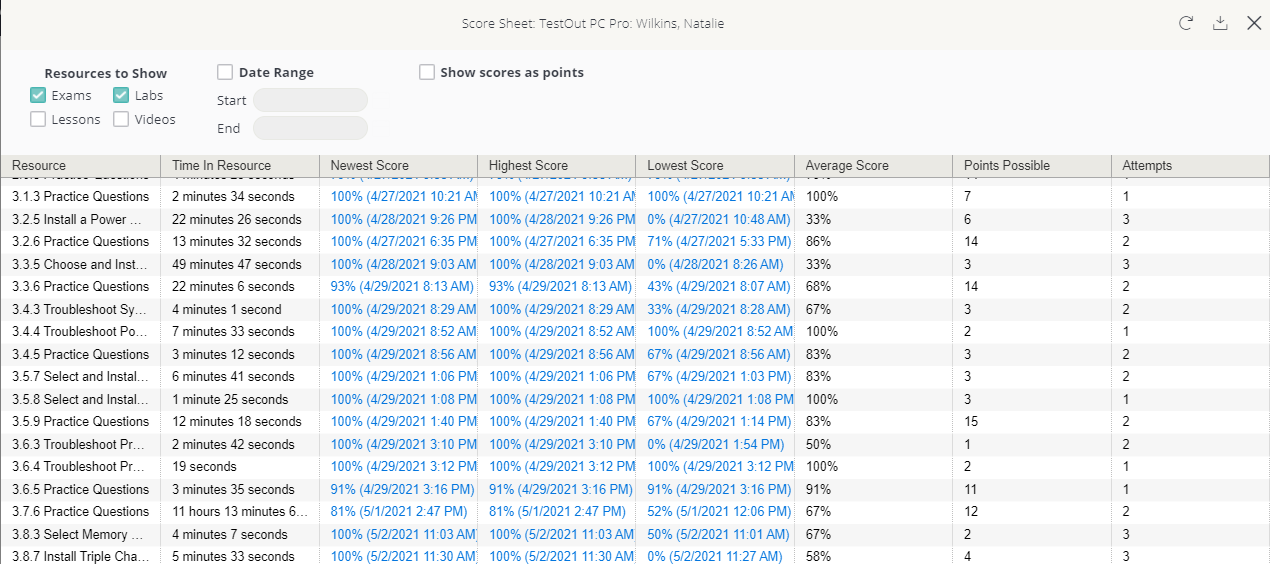 Score Sheet: TestOut PC Pro: Wilkins, Natalie
Resources to Show
Date Range
Show scores as points
Exams Labs
Start
Lessons Videos
End
Resource Time In Resource Newest Score Highest Score Lowest Score Average Score Points Possible Attempts
3.1.3 Practice Questions 2 minutes 34 seconds 100% (4/27/2021 10:21 AM 100% (4/27/2021 10:21 AM 100% (4/27/2021 10:21 AM 100% 7 1
3.2.5 Install a Power ... 22 minutes 26 seconds 100% (4/28/2021 9:26 PM 100% (4/28/2021 9:26 PM 0% (4/27/2021 10:48 AM) 33% 6 3
3.2.6 Practice Questions 13 minutes 32 seconds 100% (4/27/2021 6:35 PM 100% (4/27/2021 6:35 PM 71% (4/27/2021 5:33 PM) 86% 14 2
3.3.5 Choose and Inst... 49 minutes 47 seconds 100% (4/28/2021 9:03 AM 100% (4/28/2021 9:03 AM 0% (4/28/2021 8:26 AM) 33% 3 3
3.3.6 Practice Questions 22 minutes 6 seconds 93% (4/29/2021 8:13 AM) 93% (4/29/2021 8:13 AM) 43% (4/29/2021 8:07 AM) 68% 14 2
3.4.3 Troubleshoot Sy... 4 minutes 1 second 100% (4/29/2021 8:29 AM 100% (4/29/2021 8:29 AM 33% (4/29/2021 8:28 AM) 67% 3 2
3.4.4 Troubleshoot Po... 7 minutes 33 seconds 100% (4/29/2021 8:52 AM 100% (4/29/2021 8:52 AM 100% (4/29/2021 8:52 AM 100% 2 1
3.4.5 Practice Questions 3 minutes 12 seconds 100% (4/29/2021 8:56 AM 100% (4/29/2021 8:56 AM 67% (4/29/2021 8:56 AM) 83% 3 2
3.5.7 Select and Instal... 6 minutes 41 seconds 100% (4/29/2021 1:06 PM 100% (4/29/2021 1:06 PM 67% (4/29/2021 1:03 PM) 83% 3 2
3.5.8 Select and Instal... 1 minute 25 seconds 100% (4/29/2021 1:08 PM 100% (4/29/2021 1:08 PM 100% (4/29/2021 1:08 PM 100% 3 1
3.5.9 Practice Questions 12 minutes 18 seconds 100% (4/29/2021 1:40 PM 100% (4/29/2021 1:40 PM 67% (4/29/2021 1:14 PM) 83% 15 2
3.6.3 Troubleshoot Pr... 2 minutes 42 seconds 100% (4/29/2021 3:10 PM 100% (4/29/2021 3:10 PM 0% (4/29/2021 1:54 PM) 50% 1 2
3.6.4 Troubleshoot Pr... 19 seconds 100% (4/29/2021 3:12 PM 100% (4/29/2021 3:12 PM 100% (4/29/2021 3:12 PM 100% 2 1
3.6.5 Practice Questions 3 minutes 35 seconds 91% (4/29/2021 3:16 PM) 91% (4/29/2021 3:16 PM) 91% (4/29/2021 3:16 PM) 91% 11 1
3.7.6 Practice Questions 11 hours 13 minutes 6... 81% (5/1/2021 2:47 PM) 81% (5/1/2021 2:47 PM) 52% (5/1/2021 12:06 PM) 67% 12 2
3.8.3 Select Memory ... 4 minutes 7 seconds 100% (5/2/2021 11:03 AM) 100% (5/2/2021 11:03 AM) 50% (5/2/2021 11:01 AM) 67% 2 3
3.8.7 Install Triple Cha... 5 minutes 33 seconds 100% (5/2/2021 11:30 AM) 100% (5/2/2021 11:30 AM) 0% (5/2/2021 11:27 AM) 58% 4 3